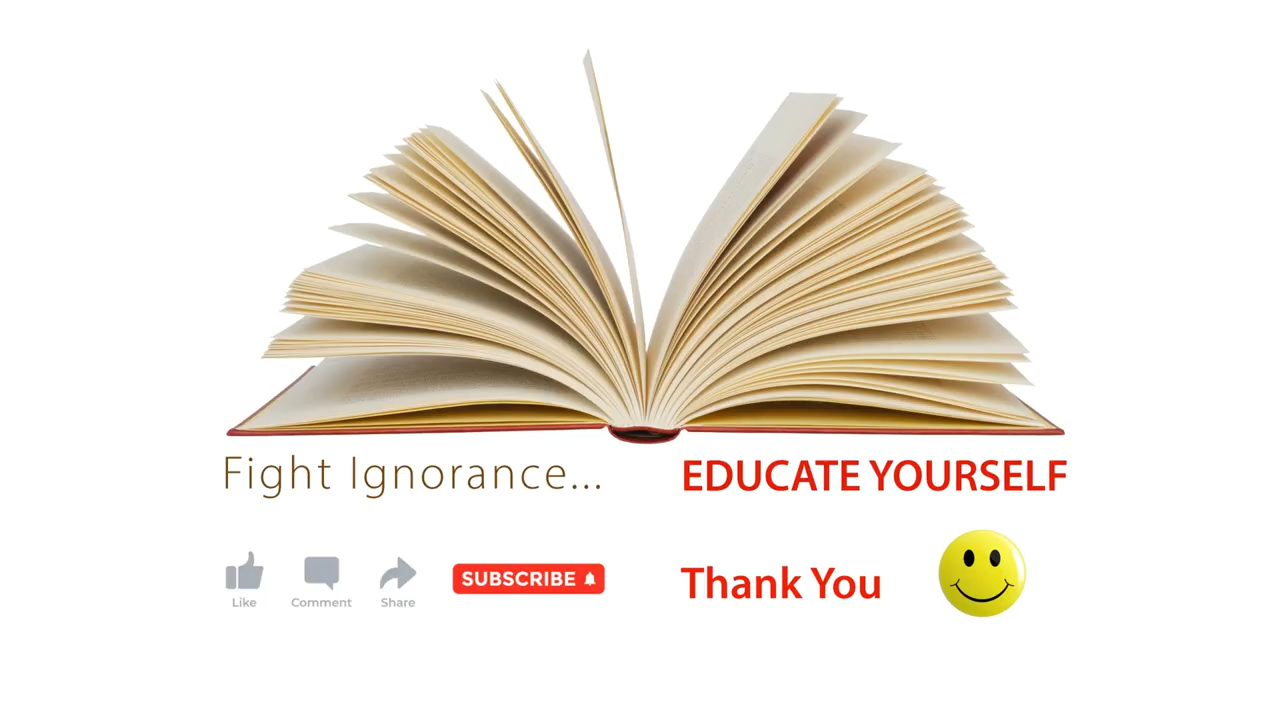 Fight Ignorance...
EDUCATE YOURSELF
Like
Comment
Share
SUBSCRIBE
Thank You